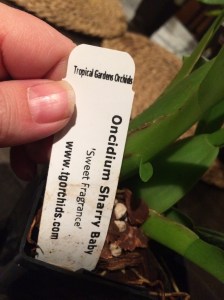 Tropical Gardens Orchids
Oncidium Sharry Baby
'Sweet Fragrance'
www.tgorchids.com